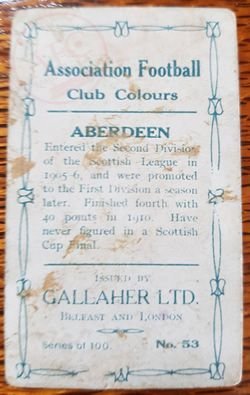 Association Football
Club Colours
ABERDEEN
Entered the Second Division
of the Scottish League in
1905-6, and were promoted
to the First Division a season
later. Finished fourth with
40 points in 1910. Have
never figured in a Scottish
Cup Final.
ISSUED BY
GALLAHER LTD.
BELFAST AND LONDON
Series of 100. No. 53